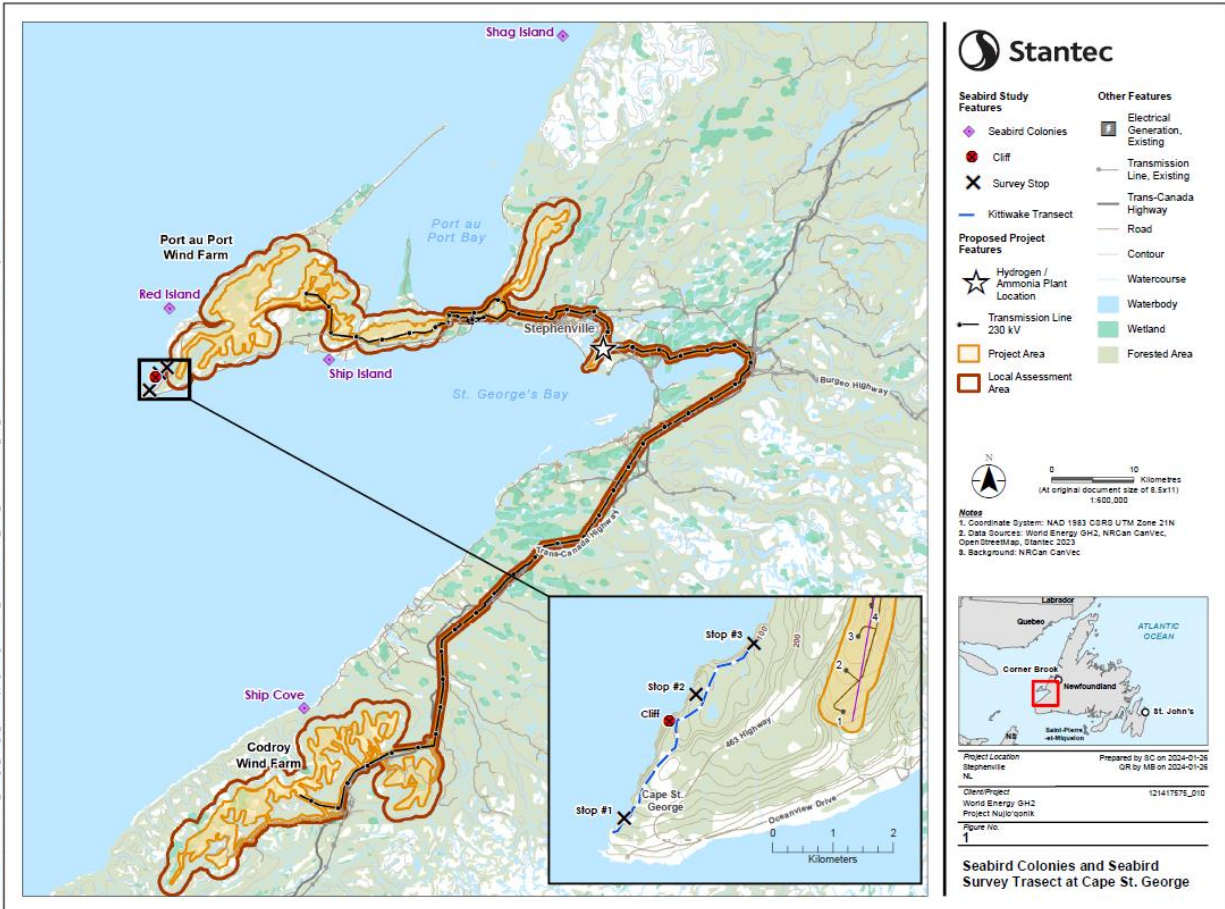 Shag Island
Port au
Port Bay
Port au Port
Wind Farm
Red Island
Stephenville
Ship Island
St. George's Bay
Burgeo Highway
Trans-Canada Highway
Ship Cove
Codroy
Wind Farm
Stop #3
100
200
4
3
Stop #2
2
Cliff
1
463 Highway
Cape St.
George
Stop #1
Oceanview Drive
0 1 2
Kilometers
Stantec
Seabird Study
Features
Seabird Colonies
Cliff
Survey Stop
Kittiwake Transect
Proposed Project
Features
Hydrogen /
Ammonia Plant
Location
Transmission Line
230 kV
Project Area
Local Assessment
Area
Other Features
Electrical
Generation,
Existing
Transmission
Line, Existing
Trans-Canada
Highway
Road
Contour
Watercourse
Waterbody
Wetland
Forested Area
N
0 10
Kilometres
(At original document size of 8.5x11)
1:600,000
Notes
1. Coordinate System: NAD 1983 CSRS UTM Zone 21N
2. Data Sources: World Energy GH2, NRCan CanVec,
OpenStreetMap, Stantec 2023
3. Background: NRCan CanVec
Labrador
Quebec
ATLANTIC
OCEAN
Corner Brook
Newfoundland
St. John's
Saint-Pierre
-et-Miquelon
NS
Project Location
Stephenville
NL
Prepared by SC on 2024-01-26
QR by MB on 2024-01-26
Client/Project
121417575_010
World Energy GH2
Project Nujio'qonik
Figure No.
1
Seabird Colonies and Seabird
Survey Trasect at Cape St. George